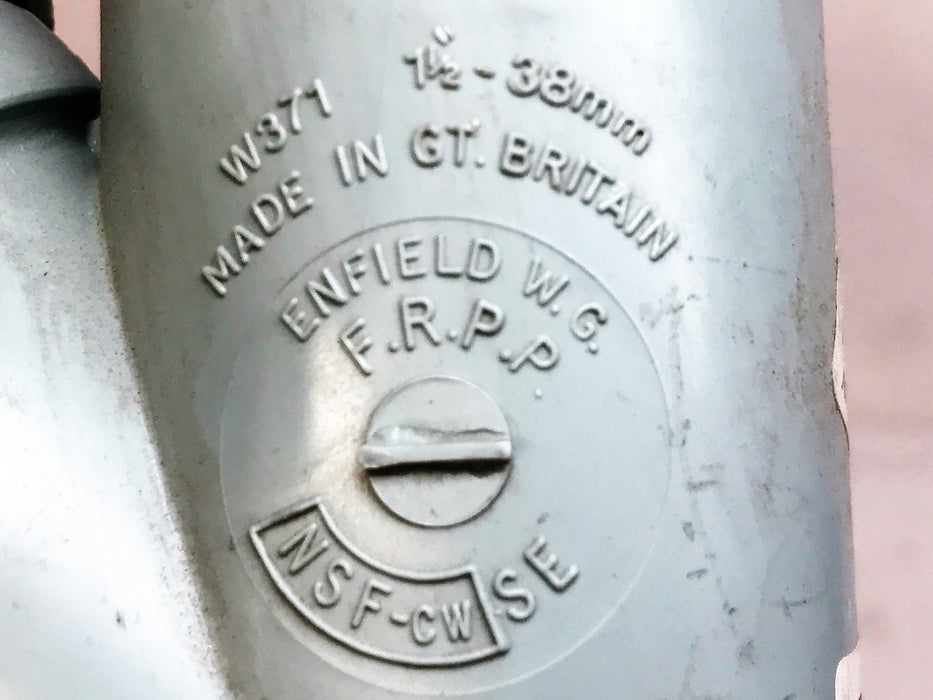 W371 1½" - 38mm
MADE IN GT. BRITAIN
ENFIELD W.G.
F.R.P.P.
NSF-CW SE